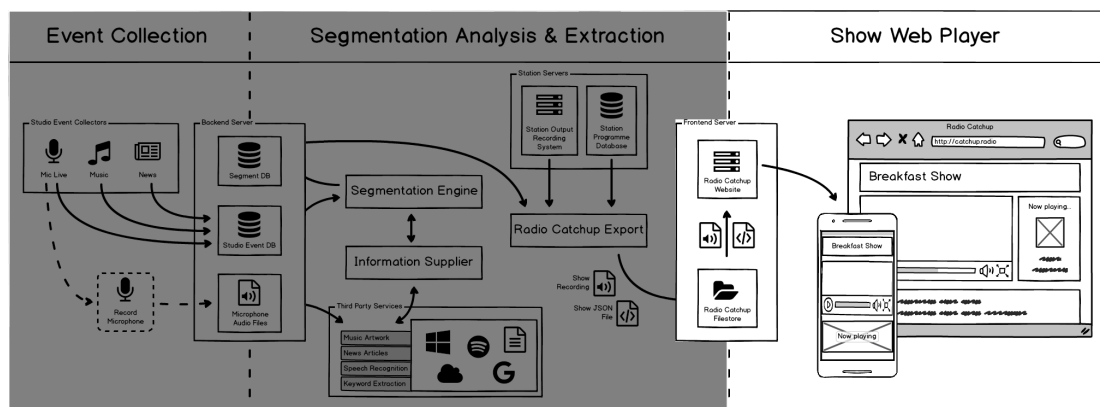 Event Collection
Segmentation Analysis & Extraction
Show Web Player
Studio Event Collectors
Mic Live
Music
News
Record
Microphone
Backend Server
Segment DB
Studio Event DB
Microphone
Audio Files
Station Servers
Station Output
Recording
System
Station
Programme
Database
Segmentation Engine
Information Supplier
Radio Catchup Export
Third Party Services
Music Artwork
News Articles
Speech Recognition
Keyword Extraction
Show
Recording
Show JSON
File
Frontend Server
Radio Catchup
Website
Radio Catchup
Filestore
Radio Catchup
http://catchup.radio
Breakfast Show
Now playing..
Breakfast Show
Now playing